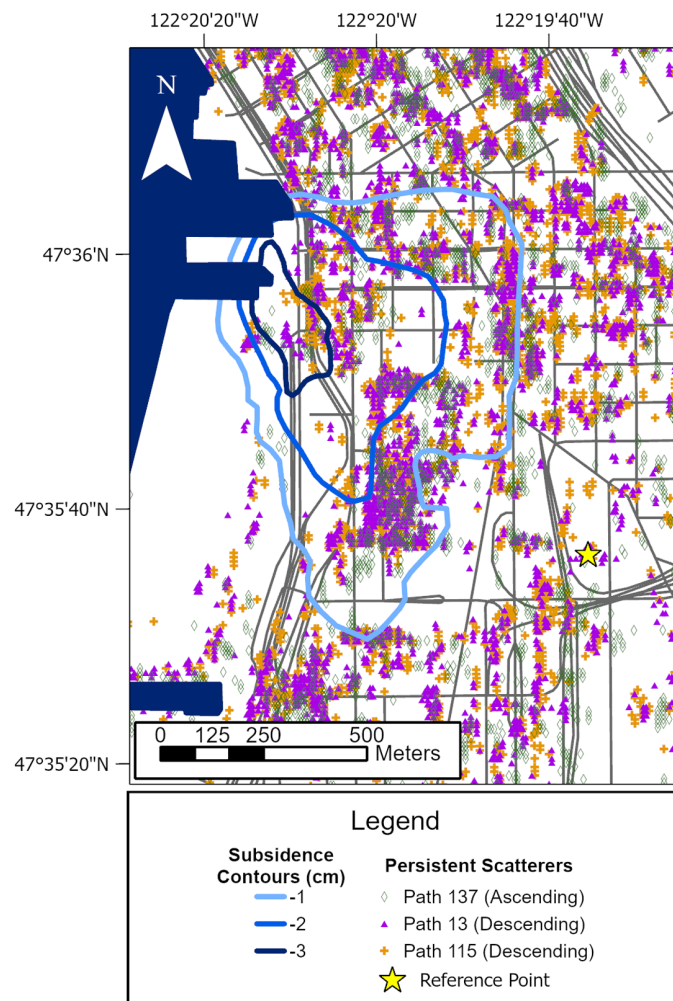 122°20'20"W 122°20'W 122°19'40"W
N
47°36'N
47°35'40"N
47°35'20"N
0 125 250 500
Meters
Legend
Subsidence Persistent Scatterers
Contours (cm)
-1 Path 137 (Ascending)
-2 Path 13 (Descending)
-3 Path 115 (Descending)
Reference Point